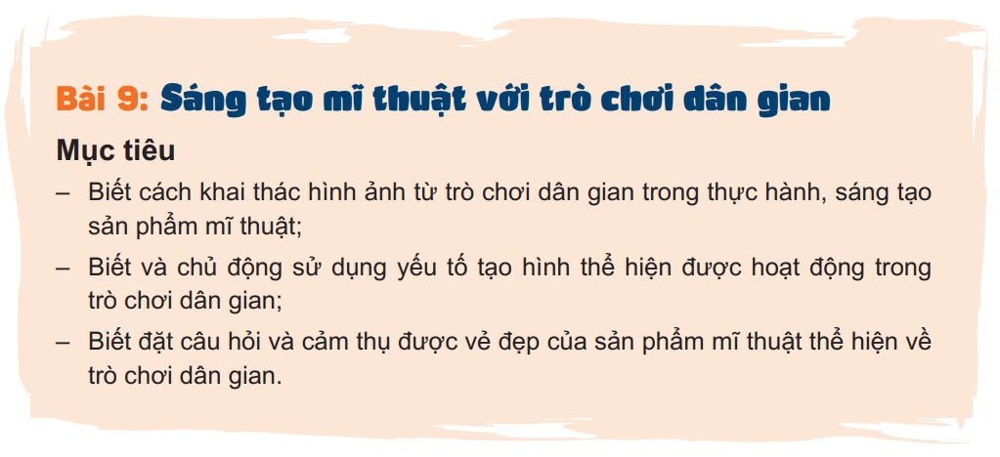 Bài 9: Sáng tạo mĩ thuật với trò chơi dân gian
Mục tiêu
– Biết cách khai thác hình ảnh từ trò chơi dân gian trong thực hành, sáng tạo
sản phẩm mĩ thuật;
– Biết và chủ động sử dụng yếu tố tạo hình thể hiện được hoạt động trong
trò chơi dân gian;
– Biết đặt câu hỏi và cảm thụ được vẻ đẹp của sản phẩm mĩ thuật thể hiện về
trò chơi dân gian.